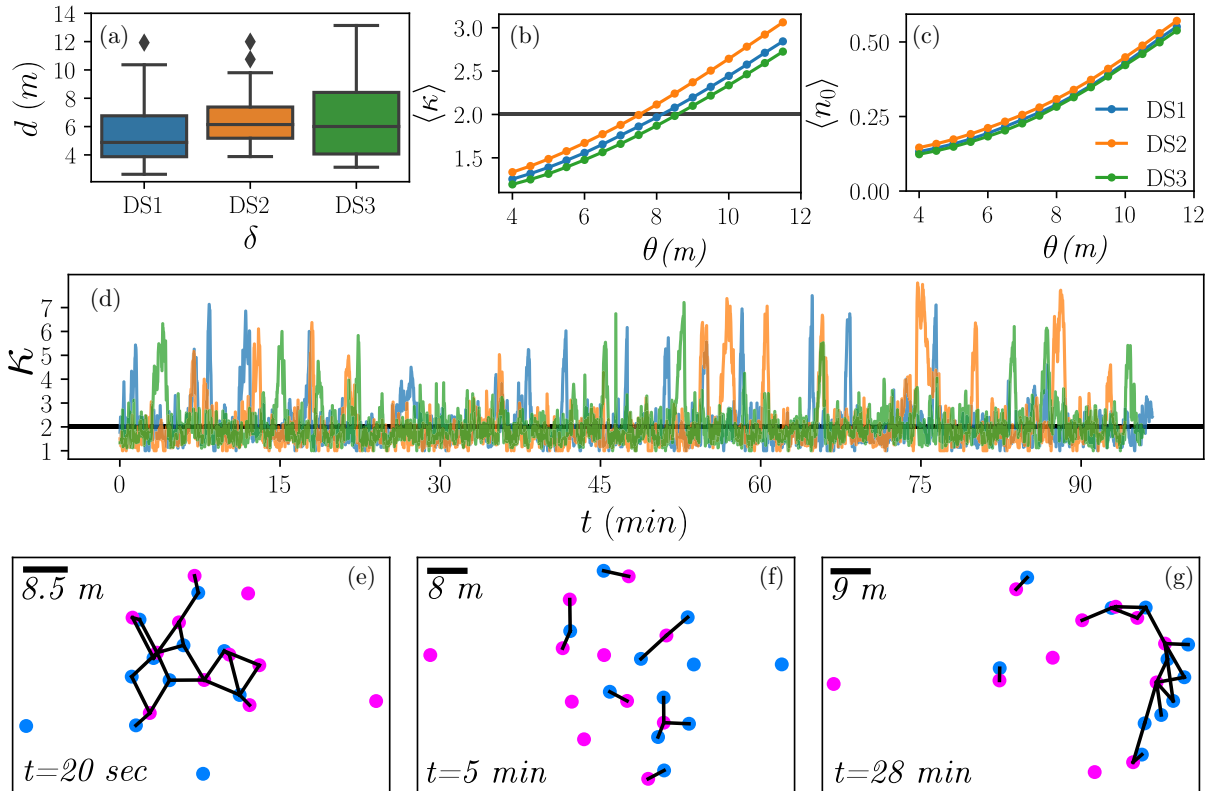 (a)
d (m)
14
12
10
8
6
4
DS1 DS2 DS3
δ
(b)
⟨κ⟩
3.0
2.5
2.0
1.5
4 6 8 10 12
θ(m)
(c)
⟨n₀⟩
0.50
0.25
0.00
DS1
DS2
DS3
4 6 8 10 12
θ(m)
(d)
κ
7
6
5
4
3
2
1
0 15 30 45 60 75 90
t (min)
8.5 m
(e)
t=20 sec
8 m
(f)
t=5 min
9 m
(g)
t=28 min